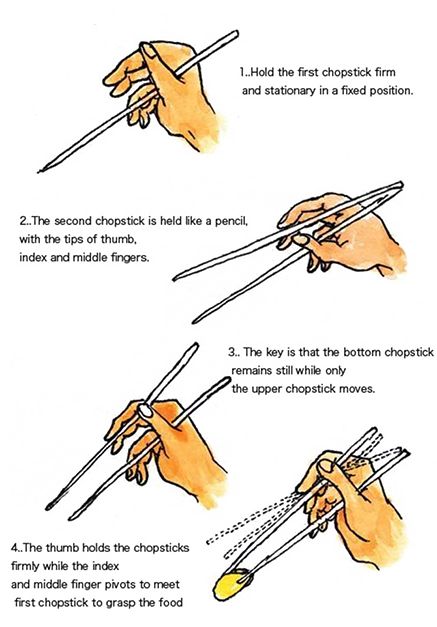 1..Hold the first chopstick firm
and stationary in a fixed position.
2..The second chopstick is held like a pencil,
with the tips of thumb,
index and middle fingers.
3.. The key is that the bottom chopstick
remains still while only
the upper chopstick moves.
4..The thumb holds the chopsticks
firmly while the index
and middle finger pivots to meet
first chopstick to grasp the food